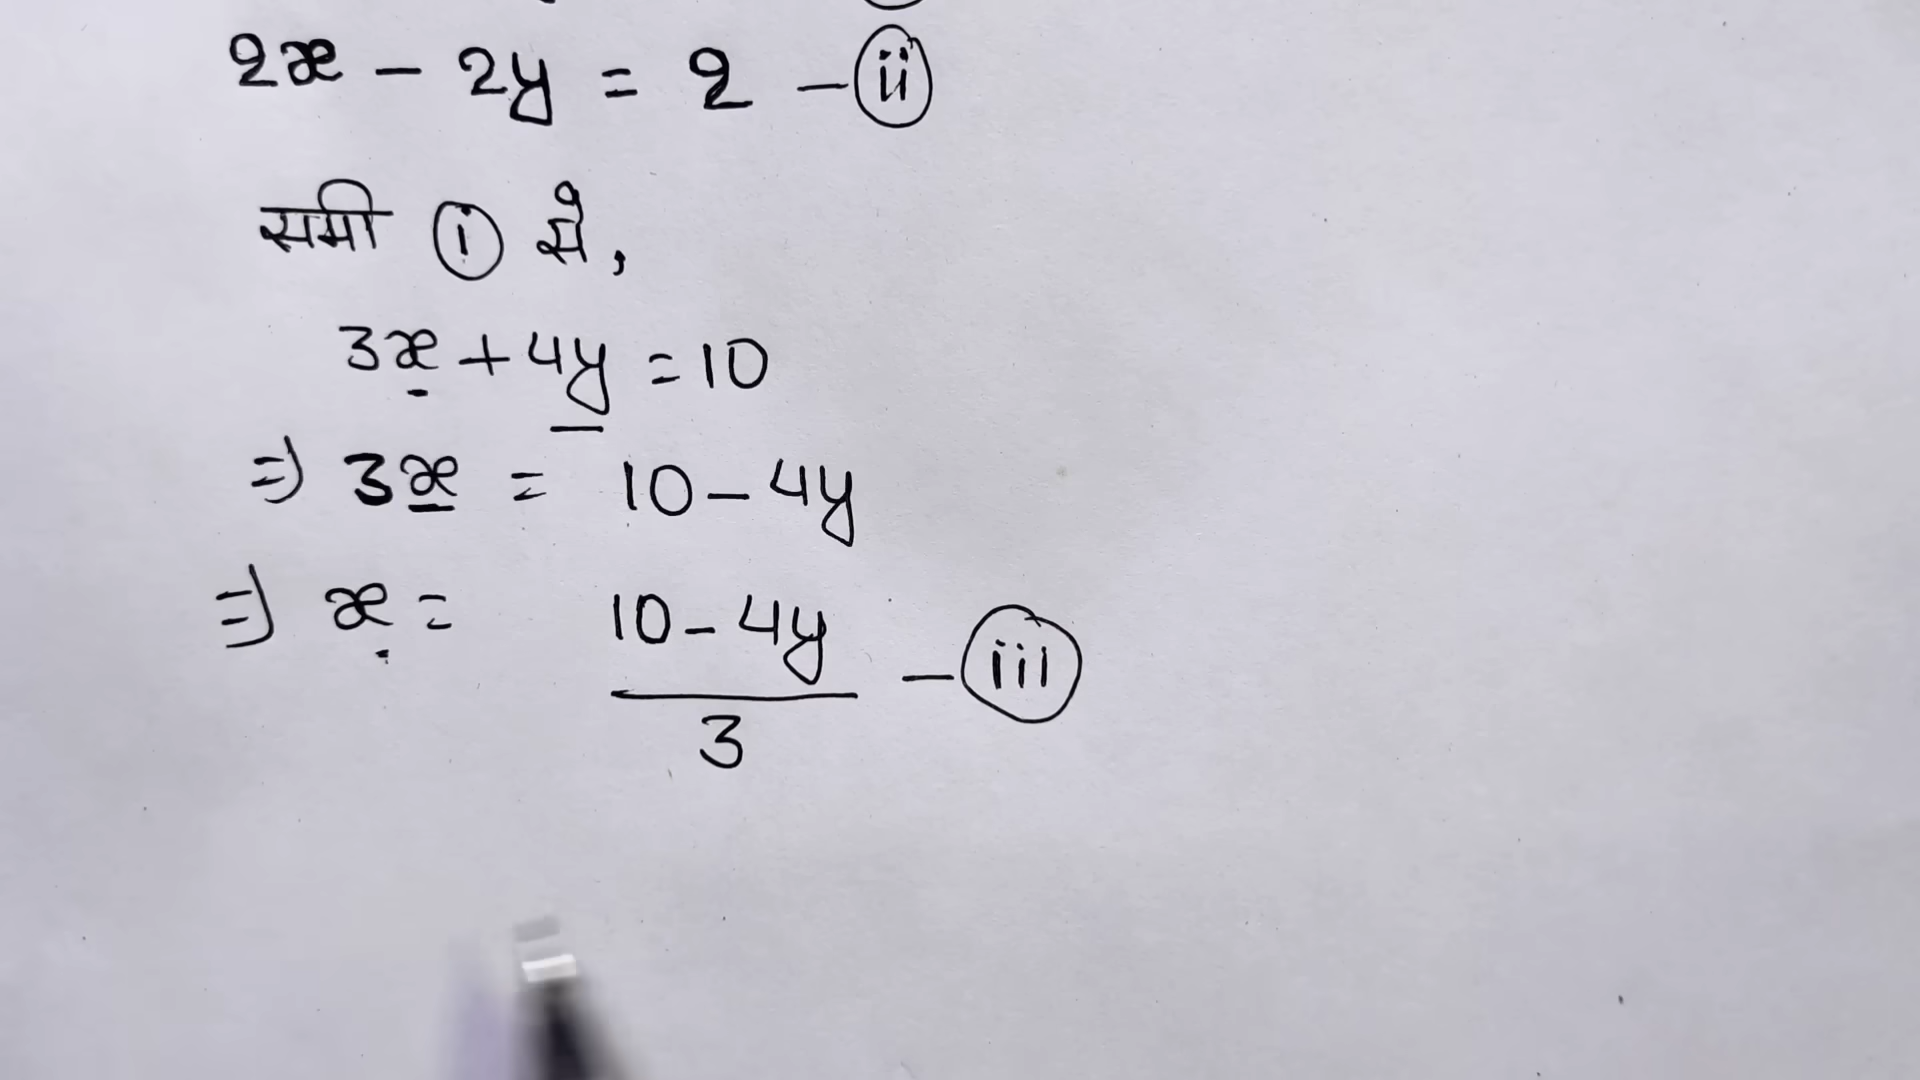 2x - 2y = 2 - (ii)
समी (i) से,
3x + 4y = 10
⇒ 3x = 10 - 4y
⇒ x = (10 - 4y)/3 - (iii)